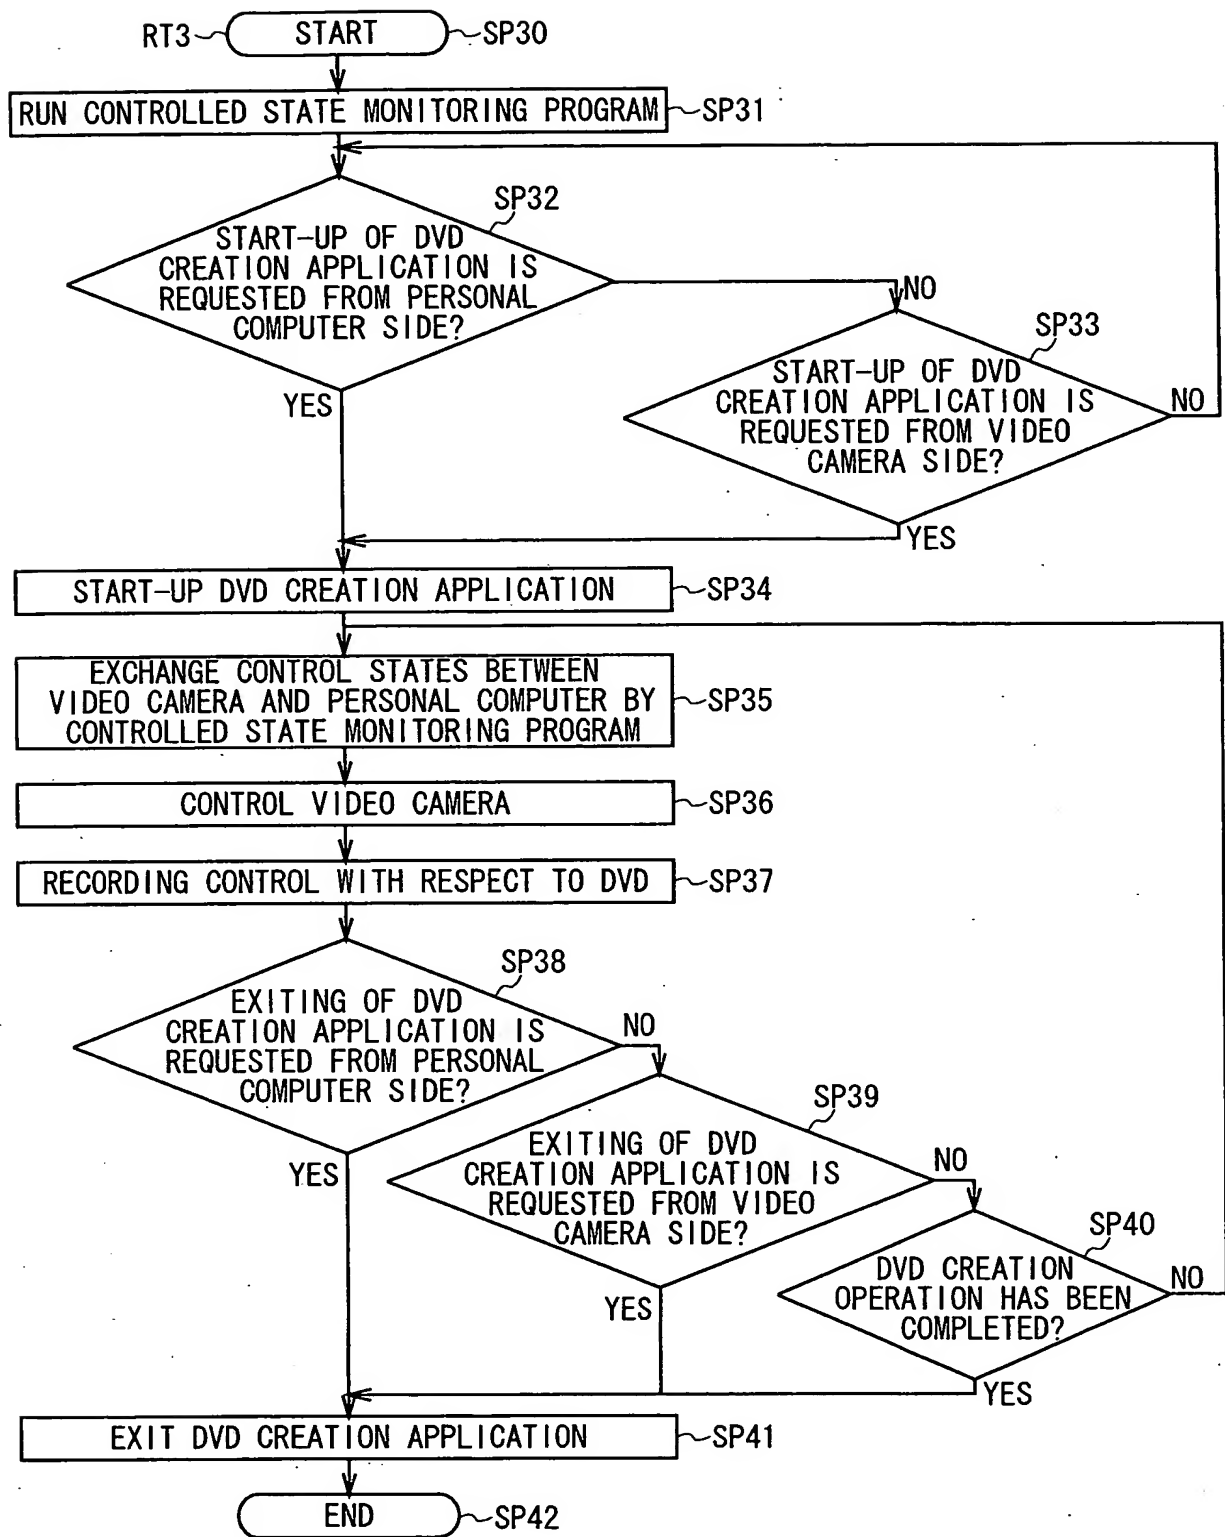 RT3
START
SP30
RUN CONTROLLED STATE MONITORING PROGRAM
SP31
SP32
START-UP OF DVD
CREATION APPLICATION IS
REQUESTED FROM PERSONAL
COMPUTER SIDE?
NO
YES
SP33
START-UP OF DVD
CREATION APPLICATION IS
REQUESTED FROM VIDEO
CAMERA SIDE?
NO
YES
START-UP DVD CREATION APPLICATION
SP34
EXCHANGE CONTROL STATES BETWEEN
VIDEO CAMERA AND PERSONAL COMPUTER BY
CONTROLLED STATE MONITORING PROGRAM
SP35
CONTROL VIDEO CAMERA
SP36
RECORDING CONTROL WITH RESPECT TO DVD
SP37
SP38
EXITING OF DVD
CREATION APPLICATION IS
REQUESTED FROM PERSONAL
COMPUTER SIDE?
NO
YES
SP39
EXITING OF DVD
CREATION APPLICATION IS
REQUESTED FROM VIDEO
CAMERA SIDE?
NO
YES
SP40
DVD CREATION
OPERATION HAS BEEN
COMPLETED?
NO
YES
EXIT DVD CREATION APPLICATION
SP41
END
SP42